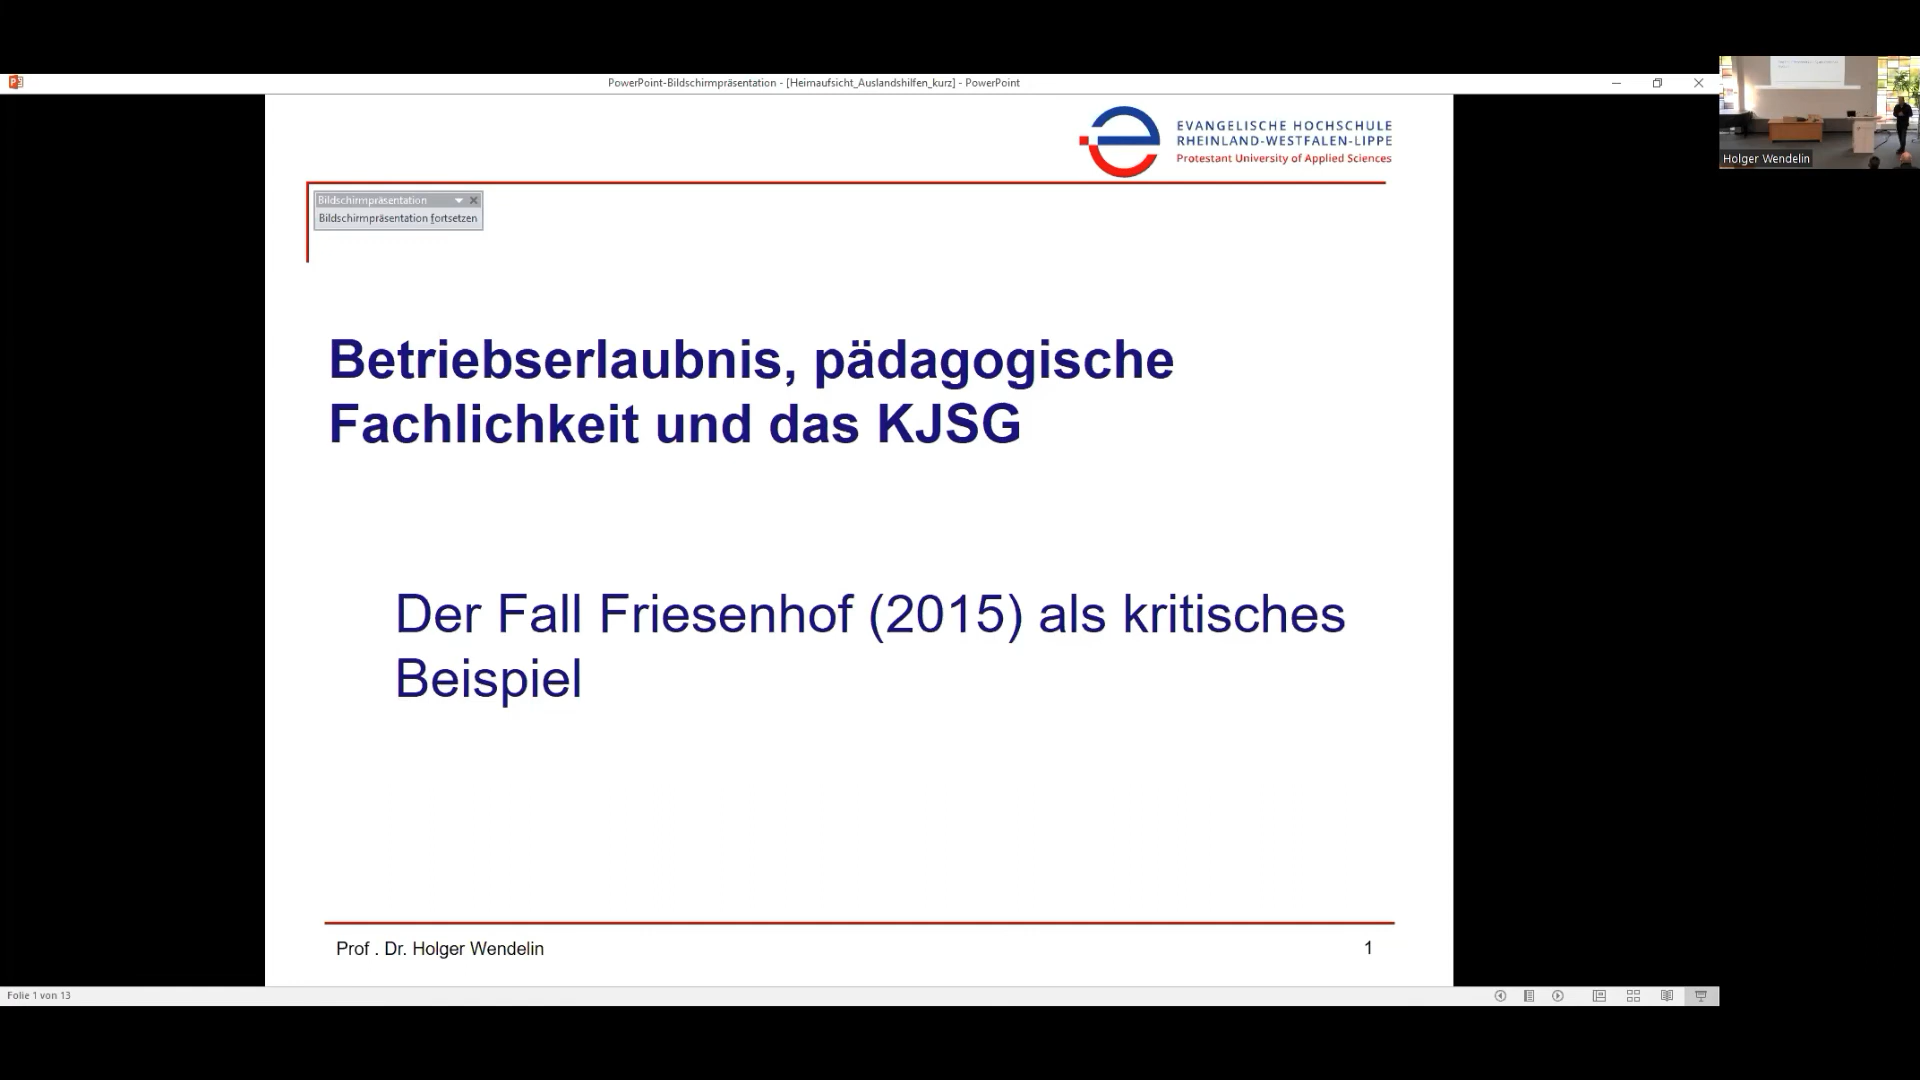 PowerPoint-Bildschirmpräsentation - [Heimaufsicht_Auslandshilfen_kurz] - PowerPoint
EVANGELISCHE HOCHSCHULE
RHEINLAND-WESTFALEN-LIPPE
Protestant University of Applied Sciences
Holger Wendelin
Bildschirmpräsentation
Bildschirmpräsentation fortsetzen
Betriebserlaubnis, pädagogische
Fachlichkeit und das KJSG
Der Fall Friesenhof (2015) als kritisches
Beispiel
Prof . Dr. Holger Wendelin
1
Folie 1 von 13